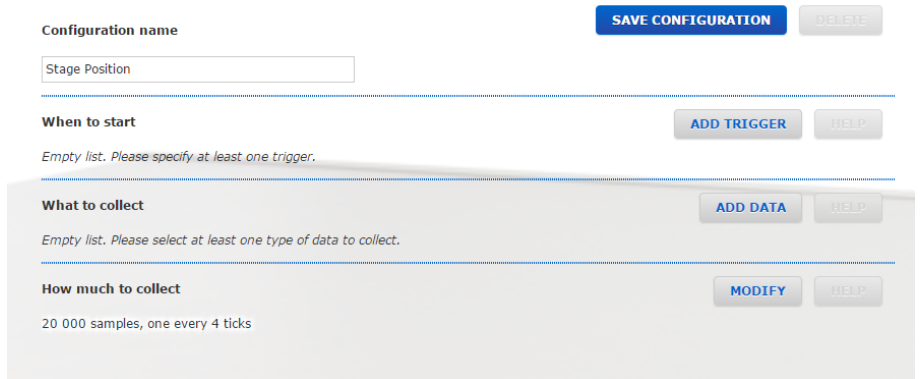 Configuration name
SAVE CONFIGURATION
DELETE
Stage Position
When to start
ADD TRIGGER
HELP
Empty list. Please specify at least one trigger.
What to collect
ADD DATA
HELP
Empty list. Please select at least one type of data to collect.
How much to collect
MODIFY
HELP
20 000 samples, one every 4 ticks